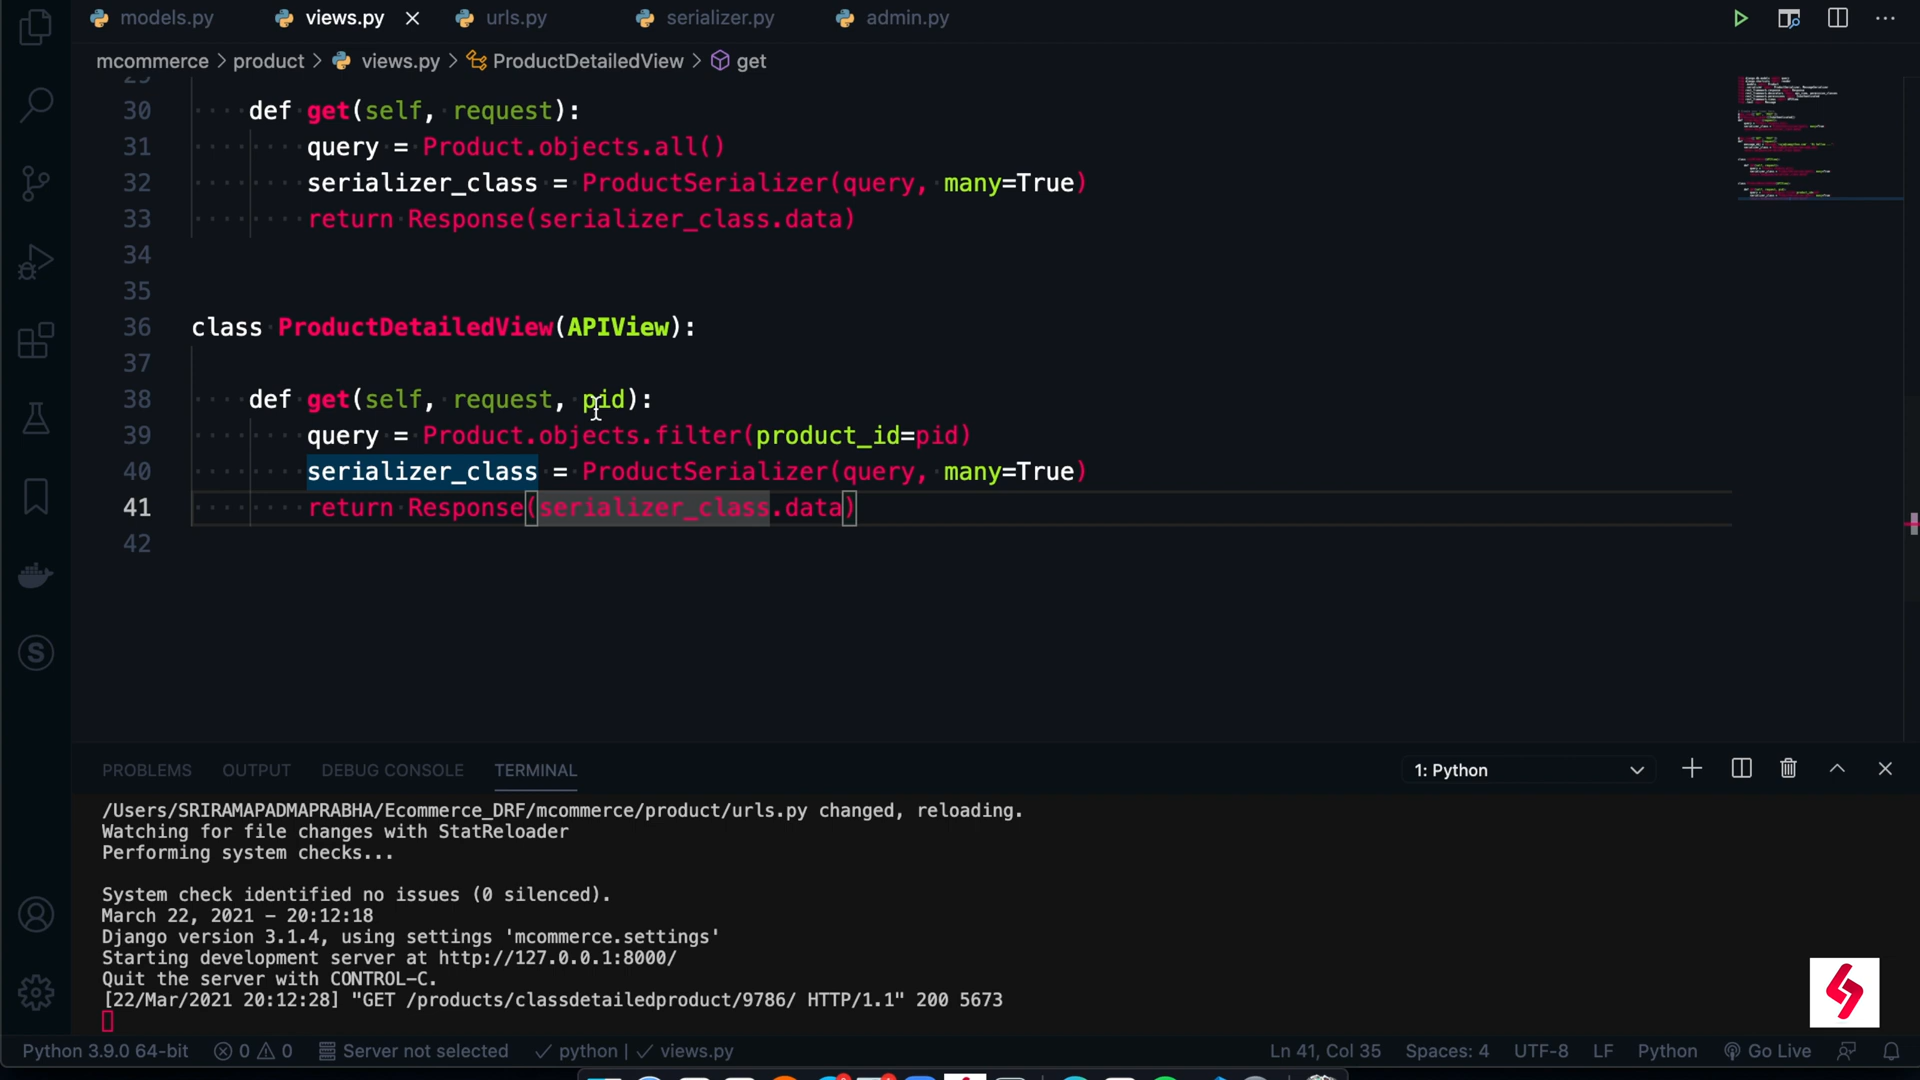 models.py views.py urls.py serializer.py admin.py
mcommerce > product > views.py > ProductDetailedView > get
29
30 def get(self, request):
31 query = Product.objects.all()
32 serializer_class = ProductSerializer(query, many=True)
33 return Response(serializer_class.data)
34
35
36 class ProductDetailedView(APIView):
37
38 def get(self, request, pid):
39 query = Product.objects.filter(product_id=pid)
40 serializer_class = ProductSerializer(query, many=True)
41 return Response(serializer_class.data)
42
PROBLEMS OUTPUT DEBUG CONSOLE TERMINAL 1: Python
/Users/SRIRAMAPADMAPRABHA/Ecommerce_DRF/mcommerce/product/urls.py changed, reloading.
Watching for file changes with StatReloader
Performing system checks...
System check identified no issues (0 silenced).
March 22, 2021 - 20:12:18
Django version 3.1.4, using settings 'mcommerce.settings'
Starting development server at http://127.0.0.1:8000/
Quit the server with CONTROL-C.
[22/Mar/2021 20:12:28] "GET /products/classdetailedproduct/9786/ HTTP/1.1" 200 5673
Python 3.9.0 64-bit 0 0 Server not selected python | views.py Ln 41, Col 35 Spaces: 4 UTF-8 LF Python Go Live